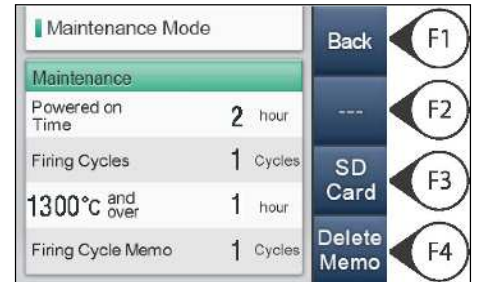 Maintenance Mode
Maintenance
Powered on
Time 2 hour
Firing Cycles 1 Cycles
1300°C and
over 1 hour
Firing Cycle Memo 1 Cycles
Back F1
--- F2
SD
Card F3
Delete
Memo F4